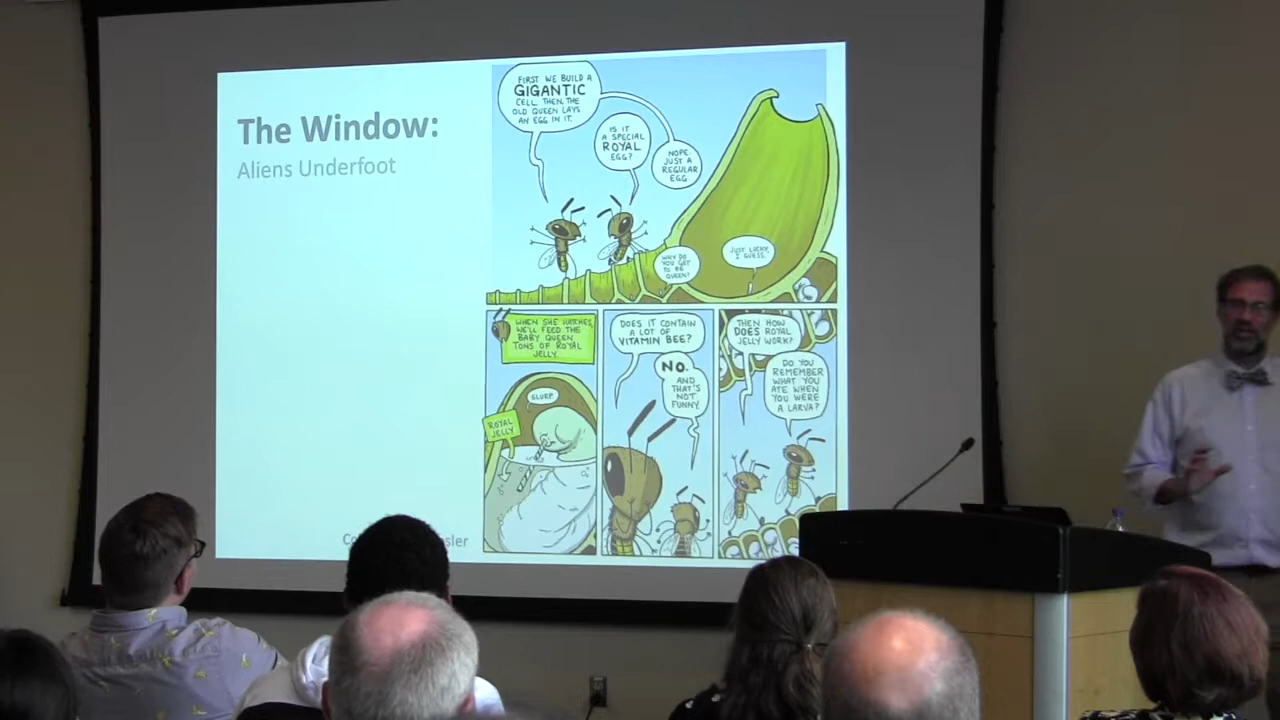 The Window:
Aliens Underfoot
FIRST WE BUILD A
GIGANTIC
CELL. THEN, THE
OLD QUEEN LAYS
AN EGG IN IT.
IS IT
A SPECIAL
ROYAL
EGG?
NOPE.
JUST A
REGULAR
EGG
WHY DO
YOU GET
TO BE
QUEEN?
JUST LUCKY,
I GUESS.
WHEN SHE HATCHES,
WE'LL FEED THE
BABY QUEEN
TONS OF ROYAL
JELLY.
SLURP
ROYAL
JELLY
DOES IT CONTAIN
A LOT OF
VITAMIN BEE?
NO.
AND
THAT'S
NOT
FUNNY.
THEN HOW
DOES ROYAL
JELLY WORK?
DO YOU
REMEMBER
WHAT YOU
ATE WHEN
YOU WERE
A LARVA?